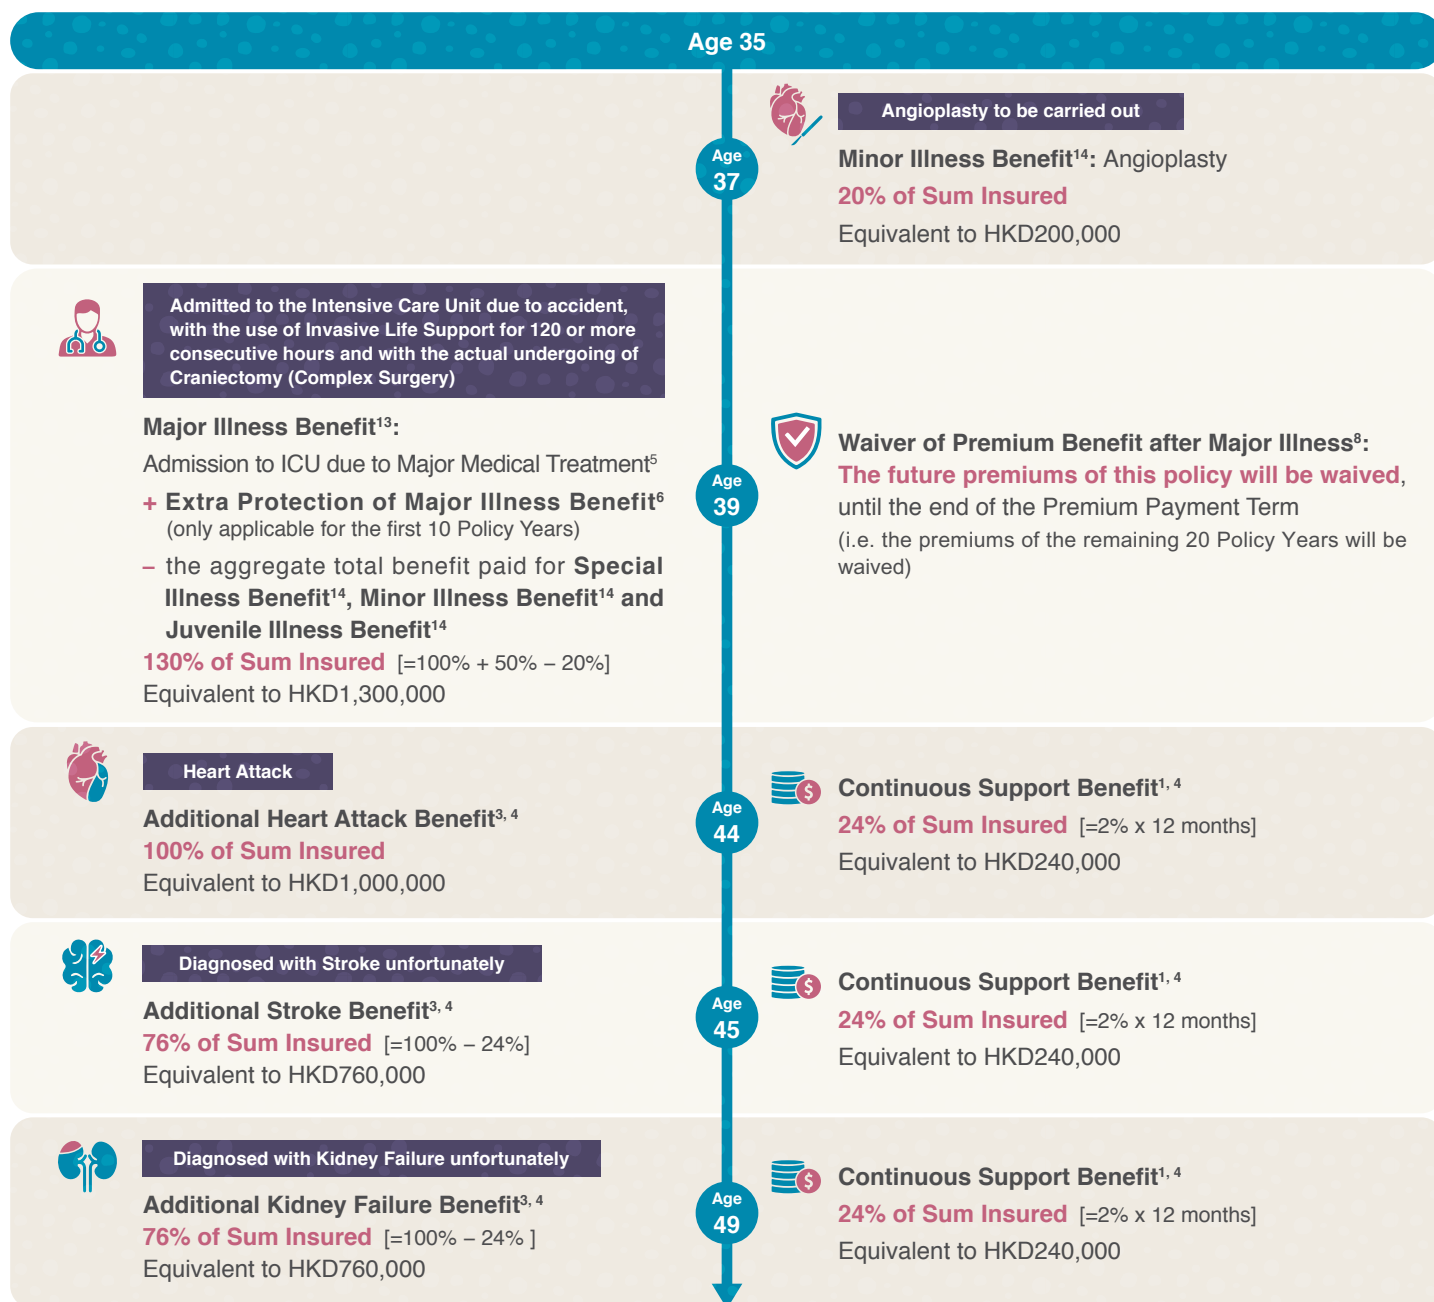 Age 35
Angioplasty to be carried out
Age
37
Minor Illness Benefit¹⁴: Angioplasty
20% of Sum Insured
Equivalent to HKD200,000
Admitted to the Intensive Care Unit due to accident,
with the use of Invasive Life Support for 120 or more
consecutive hours and with the actual undergoing of
Craniectomy (Complex Surgery)
Major Illness Benefit¹³:
Admission to ICU due to Major Medical Treatment⁵
+ Extra Protection of Major Illness Benefit⁶
(only applicable for the first 10 Policy Years)
– the aggregate total benefit paid for Special
Illness Benefit¹⁴, Minor Illness Benefit¹⁴ and
Juvenile Illness Benefit¹⁴
130% of Sum Insured [=100% + 50% – 20%]
Equivalent to HKD1,300,000
Age
39
Waiver of Premium Benefit after Major Illness⁸:
The future premiums of this policy will be waived,
until the end of the Premium Payment Term
(i.e. the premiums of the remaining 20 Policy Years will be
waived)
Heart Attack
Additional Heart Attack Benefit³, ⁴
100% of Sum Insured
Equivalent to HKD1,000,000
Age
44
Continuous Support Benefit¹, ⁴
24% of Sum Insured [=2% x 12 months]
Equivalent to HKD240,000
Diagnosed with Stroke unfortunately
Additional Stroke Benefit³, ⁴
76% of Sum Insured [=100% – 24%]
Equivalent to HKD760,000
Age
45
Continuous Support Benefit¹, ⁴
24% of Sum Insured [=2% x 12 months]
Equivalent to HKD240,000
Diagnosed with Kidney Failure unfortunately
Additional Kidney Failure Benefit³, ⁴
76% of Sum Insured [=100% – 24% ]
Equivalent to HKD760,000
Age
49
Continuous Support Benefit¹, ⁴
24% of Sum Insured [=2% x 12 months]
Equivalent to HKD240,000